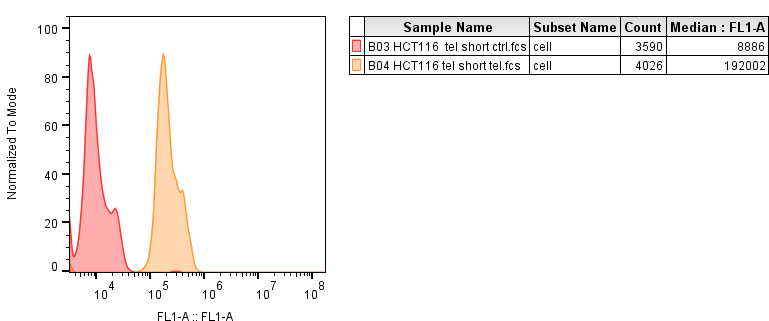 100
80
60
40
20
0
Normalized To Mode
10^4 10^5 10^6 10^7 10^8
FL1-A :: FL1-A
Sample Name Subset Name Count Median : FL1-A
B03 HCT116  tel short ctrl.fcs cell 3590 8886
B04 HCT116 tel short tel.fcs cell 4026 192002